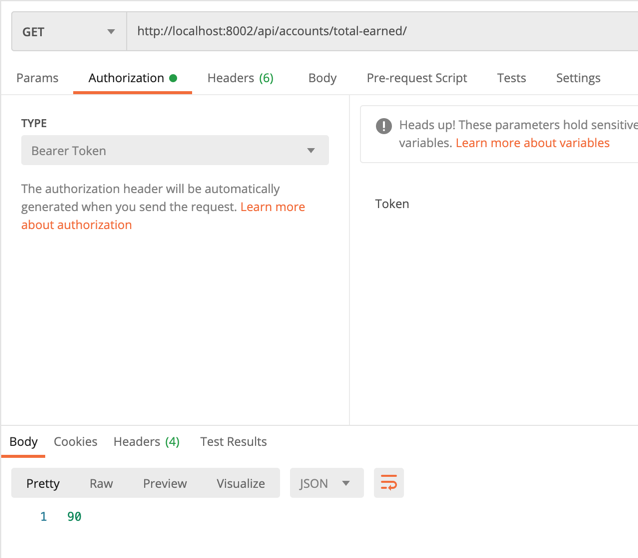 GET http://localhost:8002/api/accounts/total-earned/
Params Authorization Headers (6) Body Pre-request Script Tests Settings
TYPE
Bearer Token
The authorization header will be automatically
generated when you send the request. Learn more
about authorization
! Heads up! These parameters hold sensitive
variables. Learn more about variables
Token
Body Cookies Headers (4) Test Results
Pretty Raw Preview Visualize JSON
1 90